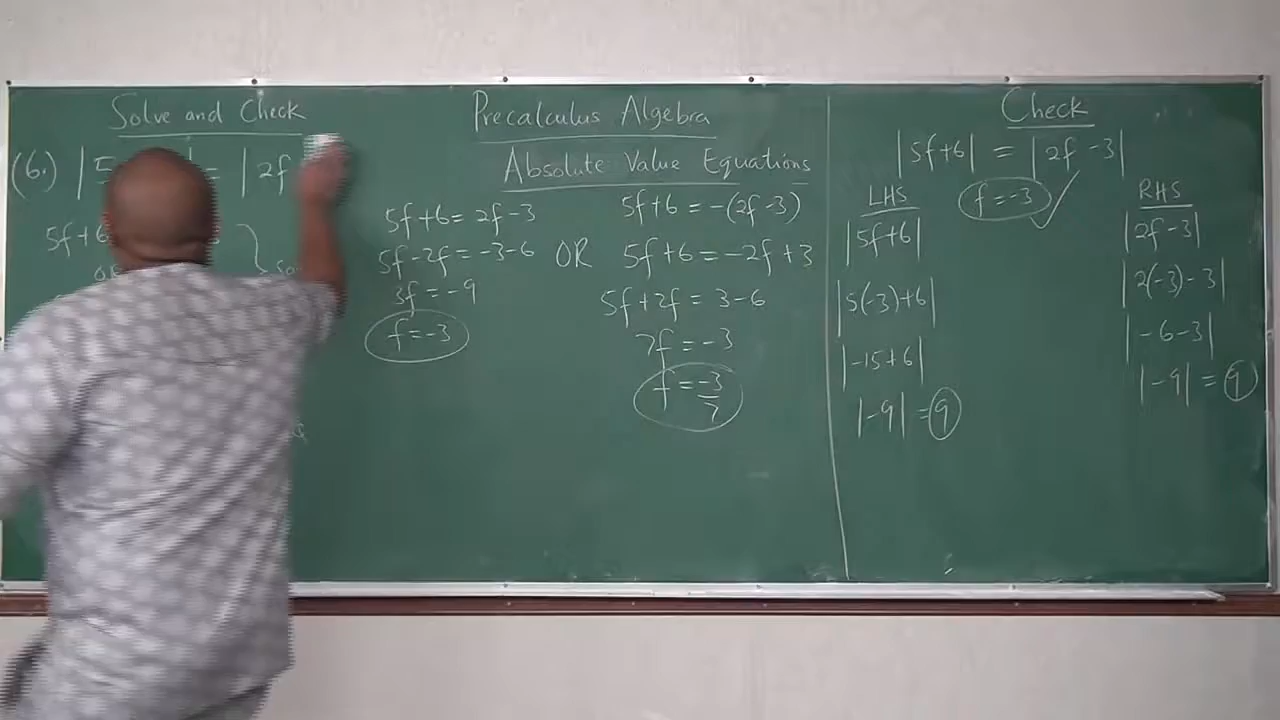 Solve and Check
(6.) |5 = |2f
5f+6
OR
Precalculus Algebra
Absolute Value Equations
5f+6 = 2f-3
5f-2f = -3-6
3f = -9
f = -3
OR
5f+6 = -(2f-3)
5f+6 = -2f+3
5f+2f = 3-6
7f = -3
f = -3/7
Check
|5f+6| = |2f-3|
f = -3 ✓
LHS
|5f+6|
|5(-3)+6|
|-15+6|
|-9| = 9
RHS
|2f-3|
|2(-3)-3|
|-6-3|
|-9| = 9